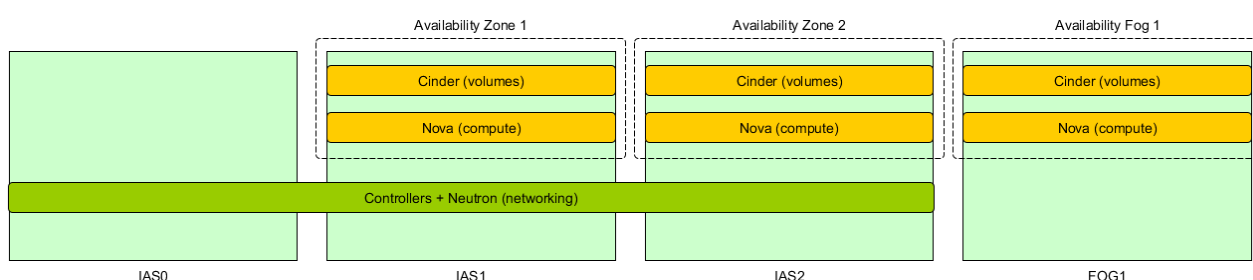 Availability Zone 1
Availability Zone 2
Availability Fog 1
Cinder (volumes)
Cinder (volumes)
Cinder (volumes)
Nova (compute)
Nova (compute)
Nova (compute)
Controllers + Neutron (networking)
IAS0
IAS1
IAS2
FOG1